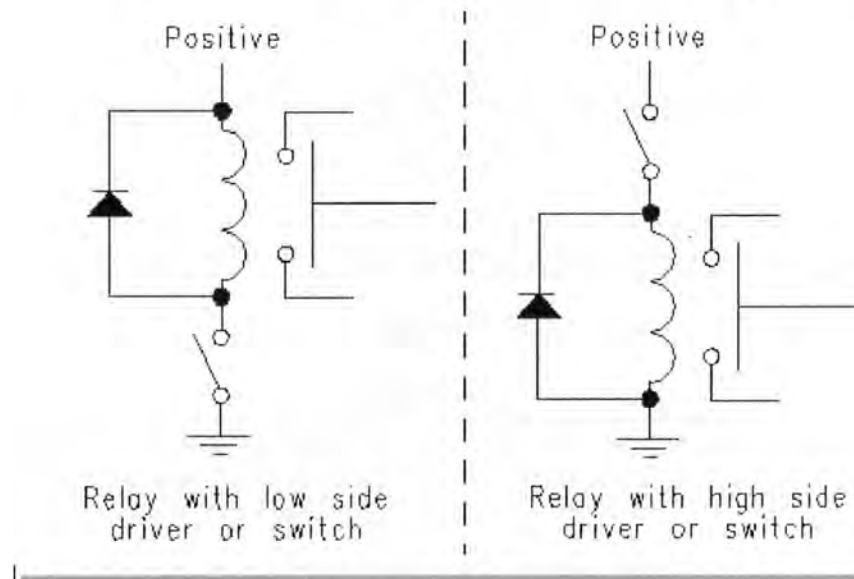 Positive
Positive
Relay with low side
driver or switch
Relay with high side
driver or switch